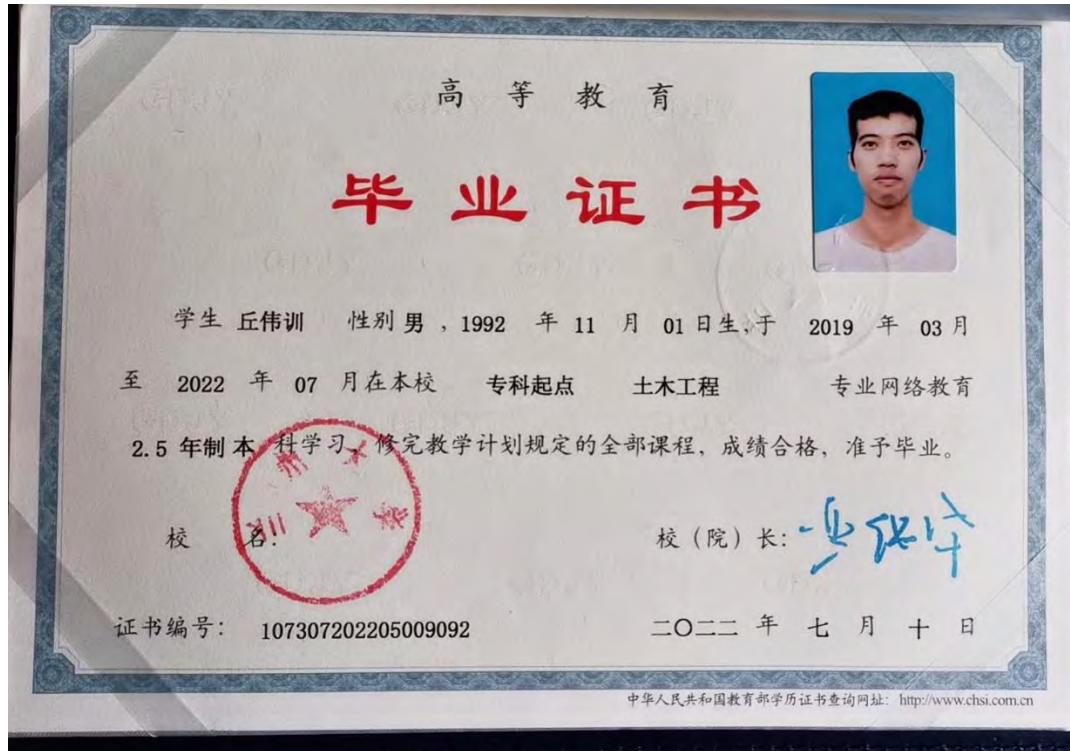 高等教育
毕业证书
学生 丘伟训 性别 男 , 1992 年 11 月 01 日生, 于 2019 年 03 月
至 2022 年 07 月在本校 专科起点 土木工程 专业网络教育
2.5 年制 本 科学习, 修完教学计划规定的全部课程, 成绩合格, 准予毕业。
校 名: 校（院）长:
兰州大学
证书编号: 107307202205009092 二〇二二 年 七 月 十 日
中华人民共和国教育部学历证书查询网址: http://www.chsi.com.cn